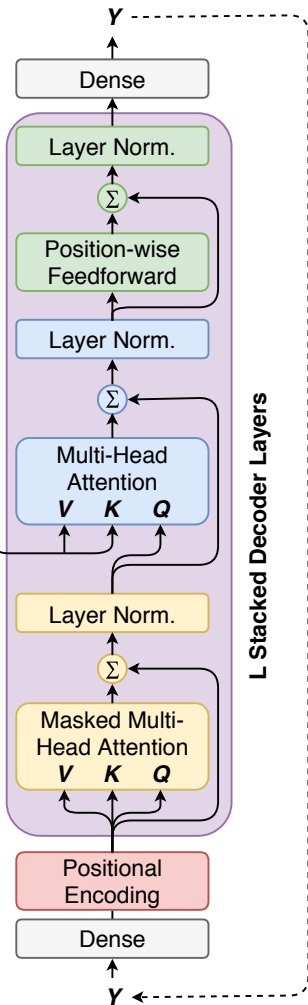 Y
Dense
Layer Norm.
Σ
Position-wise
Feedforward
Layer Norm.
Σ
Multi-Head
Attention
V K Q
Layer Norm.
Σ
Masked Multi-
Head Attention
V K Q
Positional
Encoding
Dense
Y
L Stacked Decoder Layers